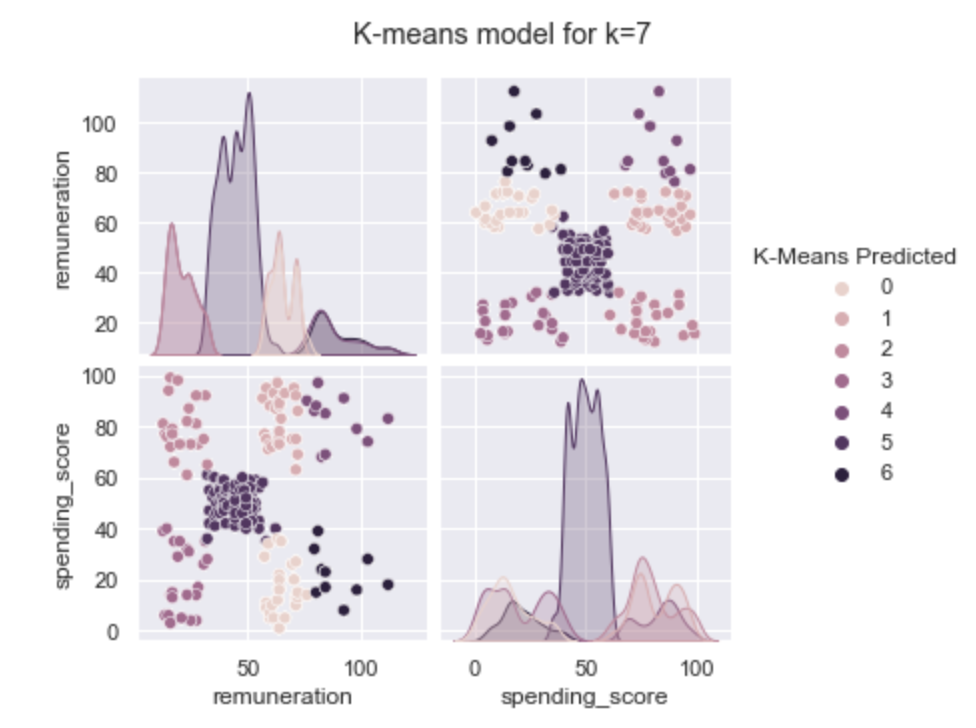 K-means model for k=7
remuneration
100
80
60
40
20
spending_score
100
80
60
40
20
0
50 100
remuneration
0 50 100
spending_score
K-Means Predicted
0
1
2
3
4
5
6